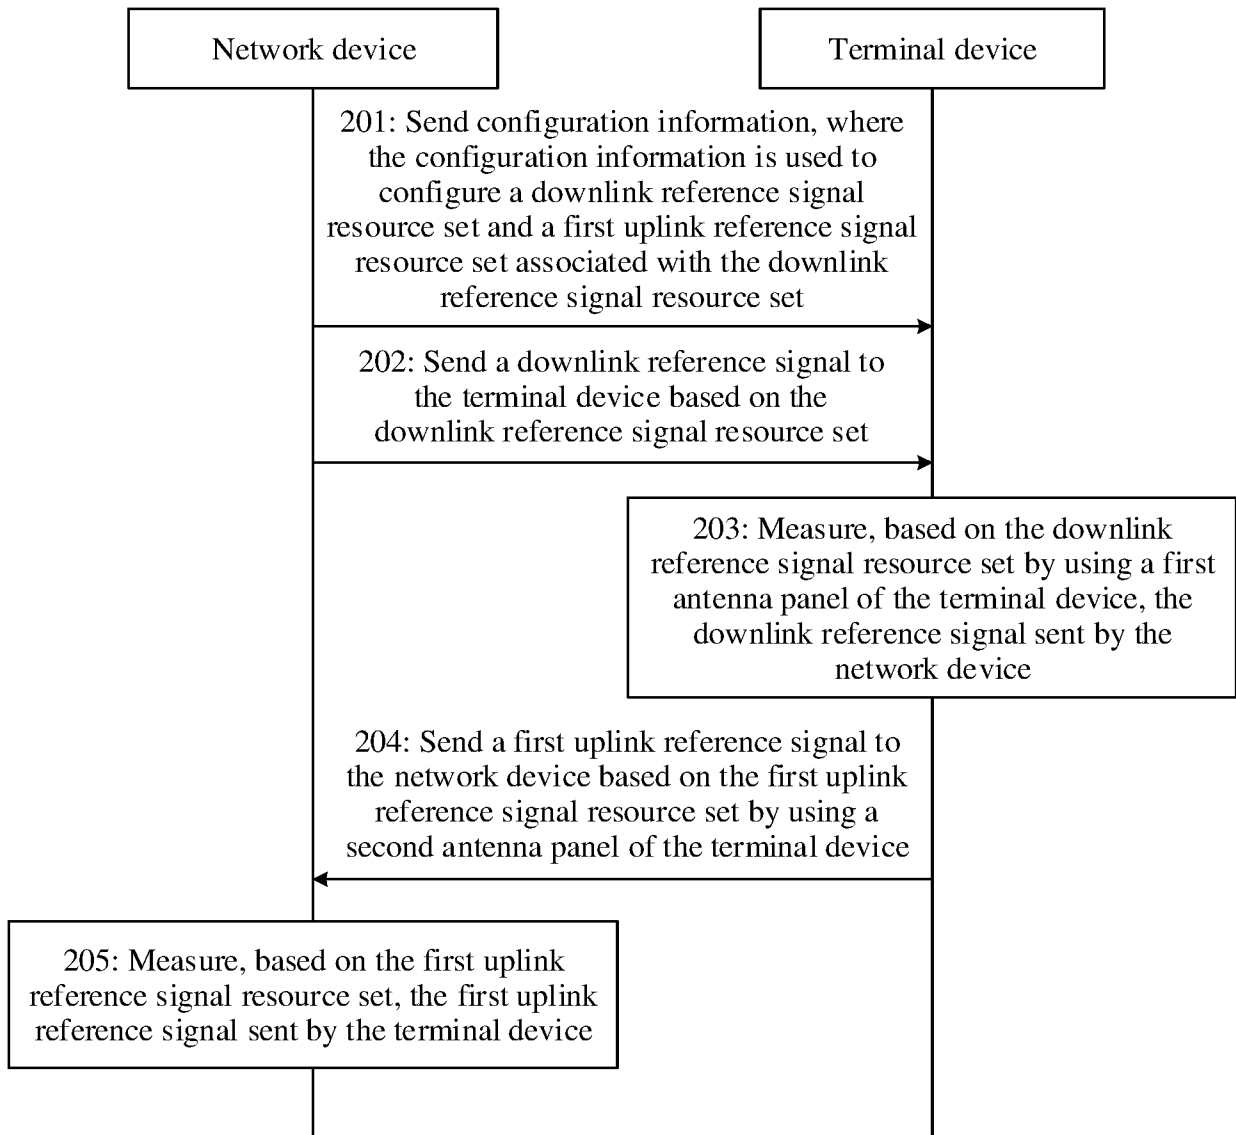 Network device
Terminal device
201: Send configuration information, where
the configuration information is used to
configure a downlink reference signal
resource set and a first uplink reference signal
resource set associated with the downlink
reference signal resource set
202: Send a downlink reference signal to
the terminal device based on the
downlink reference signal resource set
203: Measure, based on the downlink
reference signal resource set by using a first
antenna panel of the terminal device, the
downlink reference signal sent by the
network device
204: Send a first uplink reference signal to
the network device based on the first uplink
reference signal resource set by using a
second antenna panel of the terminal device
205: Measure, based on the first uplink
reference signal resource set, the first uplink
reference signal sent by the terminal device